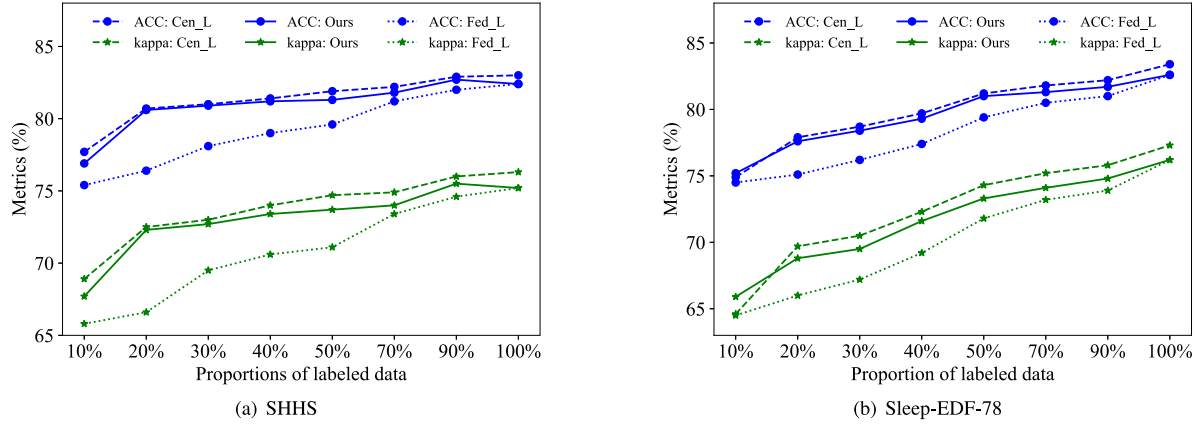 ACC: Cen_L ACC: Ours ACC: Fed_L
kappa: Cen_L kappa: Ours kappa: Fed_L
Metrics (%)
85
80
75
70
65
10% 20% 30% 40% 50% 70% 90% 100%
Proportions of labeled data
(a) SHHS
ACC: Cen_L ACC: Ours ACC: Fed_L
kappa: Cen_L kappa: Ours kappa: Fed_L
Metrics (%)
85
80
75
70
65
10% 20% 30% 40% 50% 70% 90% 100%
Proportion of labeled data
(b) Sleep-EDF-78